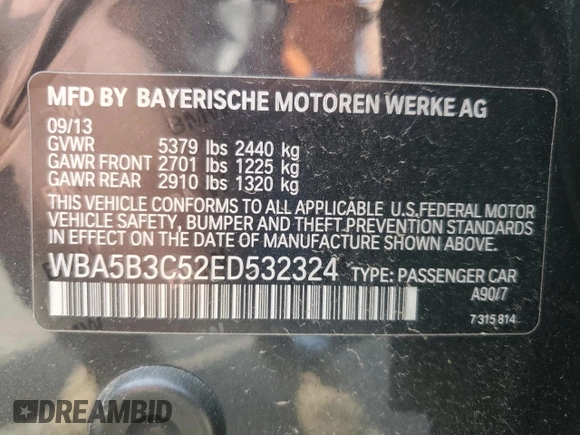 MFD BY BAYERISCHE MOTOREN WERKE AG
09/13
GVWR 5379 lbs 2440 kg
GAWR FRONT 2701 lbs 1225 kg
GAWR REAR 2910 lbs 1320 kg
THIS VEHICLE CONFORMS TO ALL APPLICABLE U.S.FEDERAL MOTOR
VEHICLE SAFETY, BUMPER AND THEFT PREVENTION STANDARDS
IN EFFECT ON THE DATE OF MANUFACTURE SHOWN ABOVE.
WBA5B3C52ED532324 TYPE: PASSENGER CAR
A90/7
7 315 814
DREAMBID